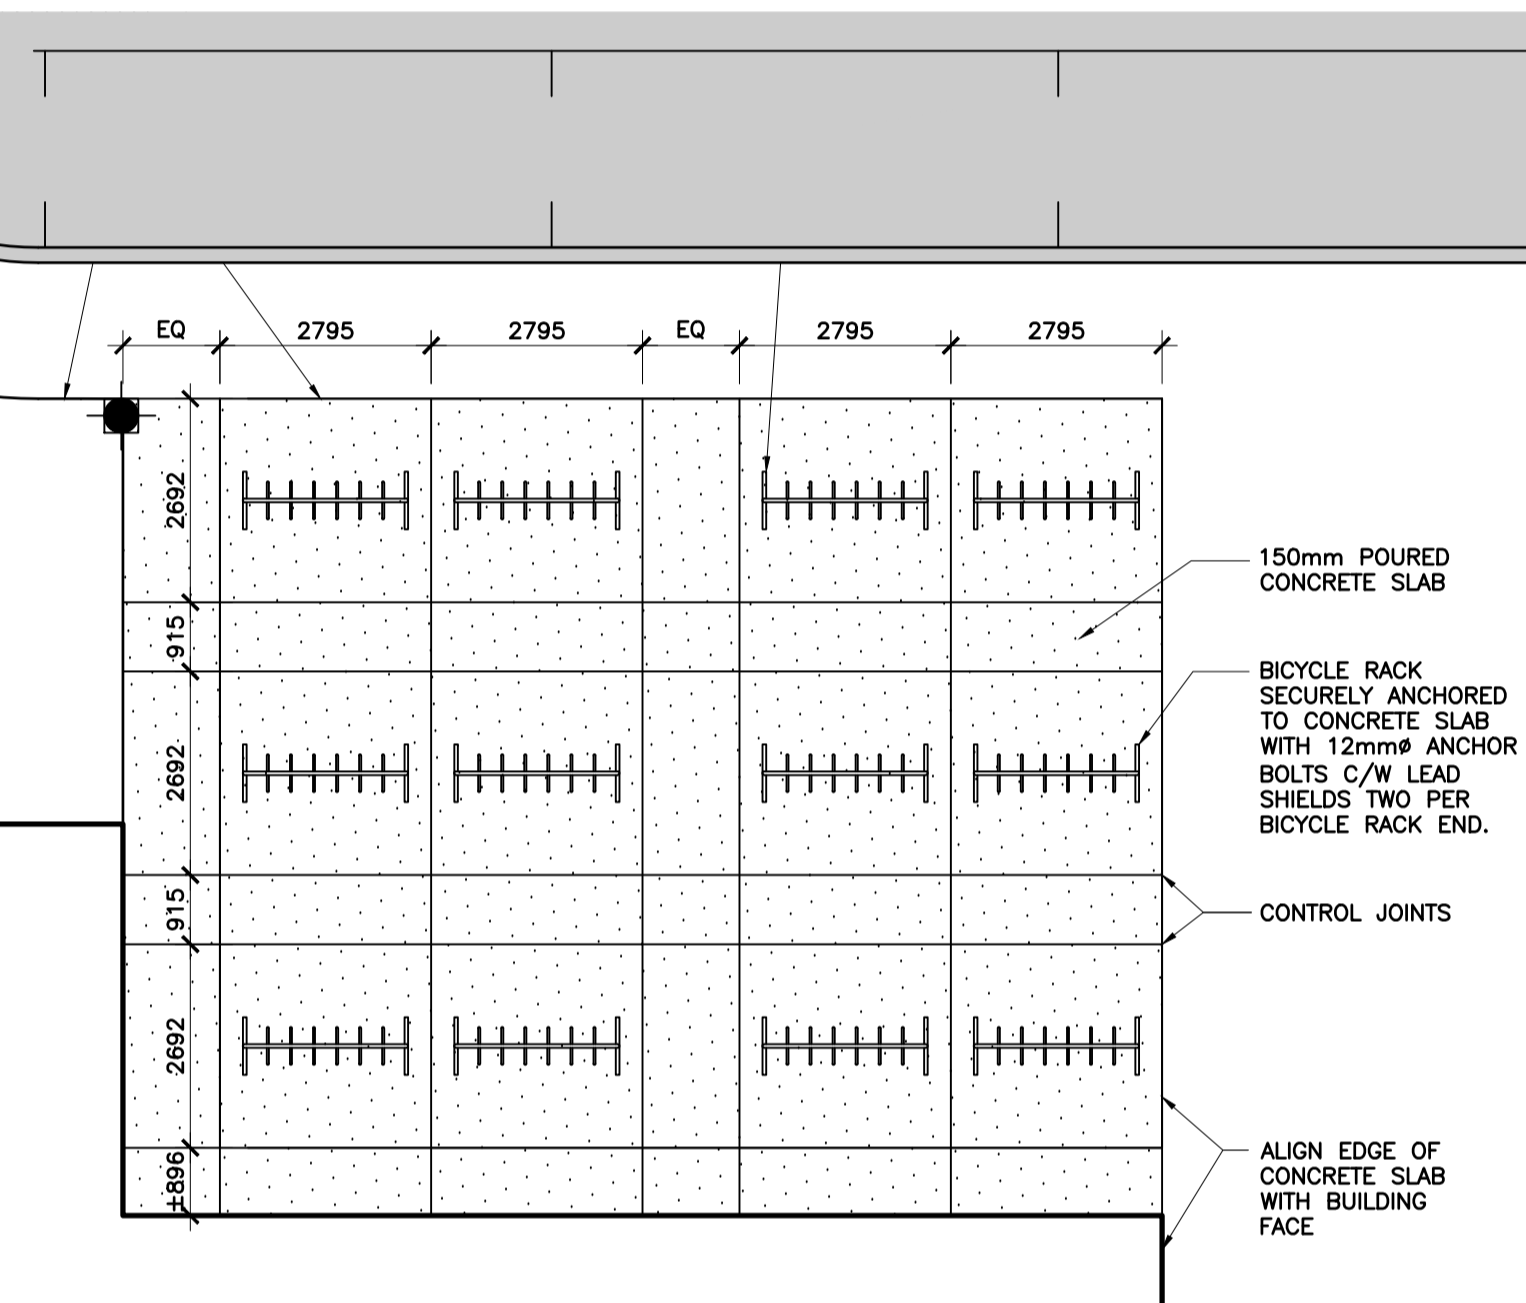 EQ 2795 2795 EQ 2795 2795
2692
915
2692
915
2692
±896
150mm POURED
CONCRETE SLAB
BICYCLE RACK
SECURELY ANCHORED
TO CONCRETE SLAB
WITH 12mmø ANCHOR
BOLTS C/W LEAD
SHIELDS TWO PER
BICYCLE RACK END.
CONTROL JOINTS
ALIGN EDGE OF
CONCRETE SLAB
WITH BUILDING
FACE